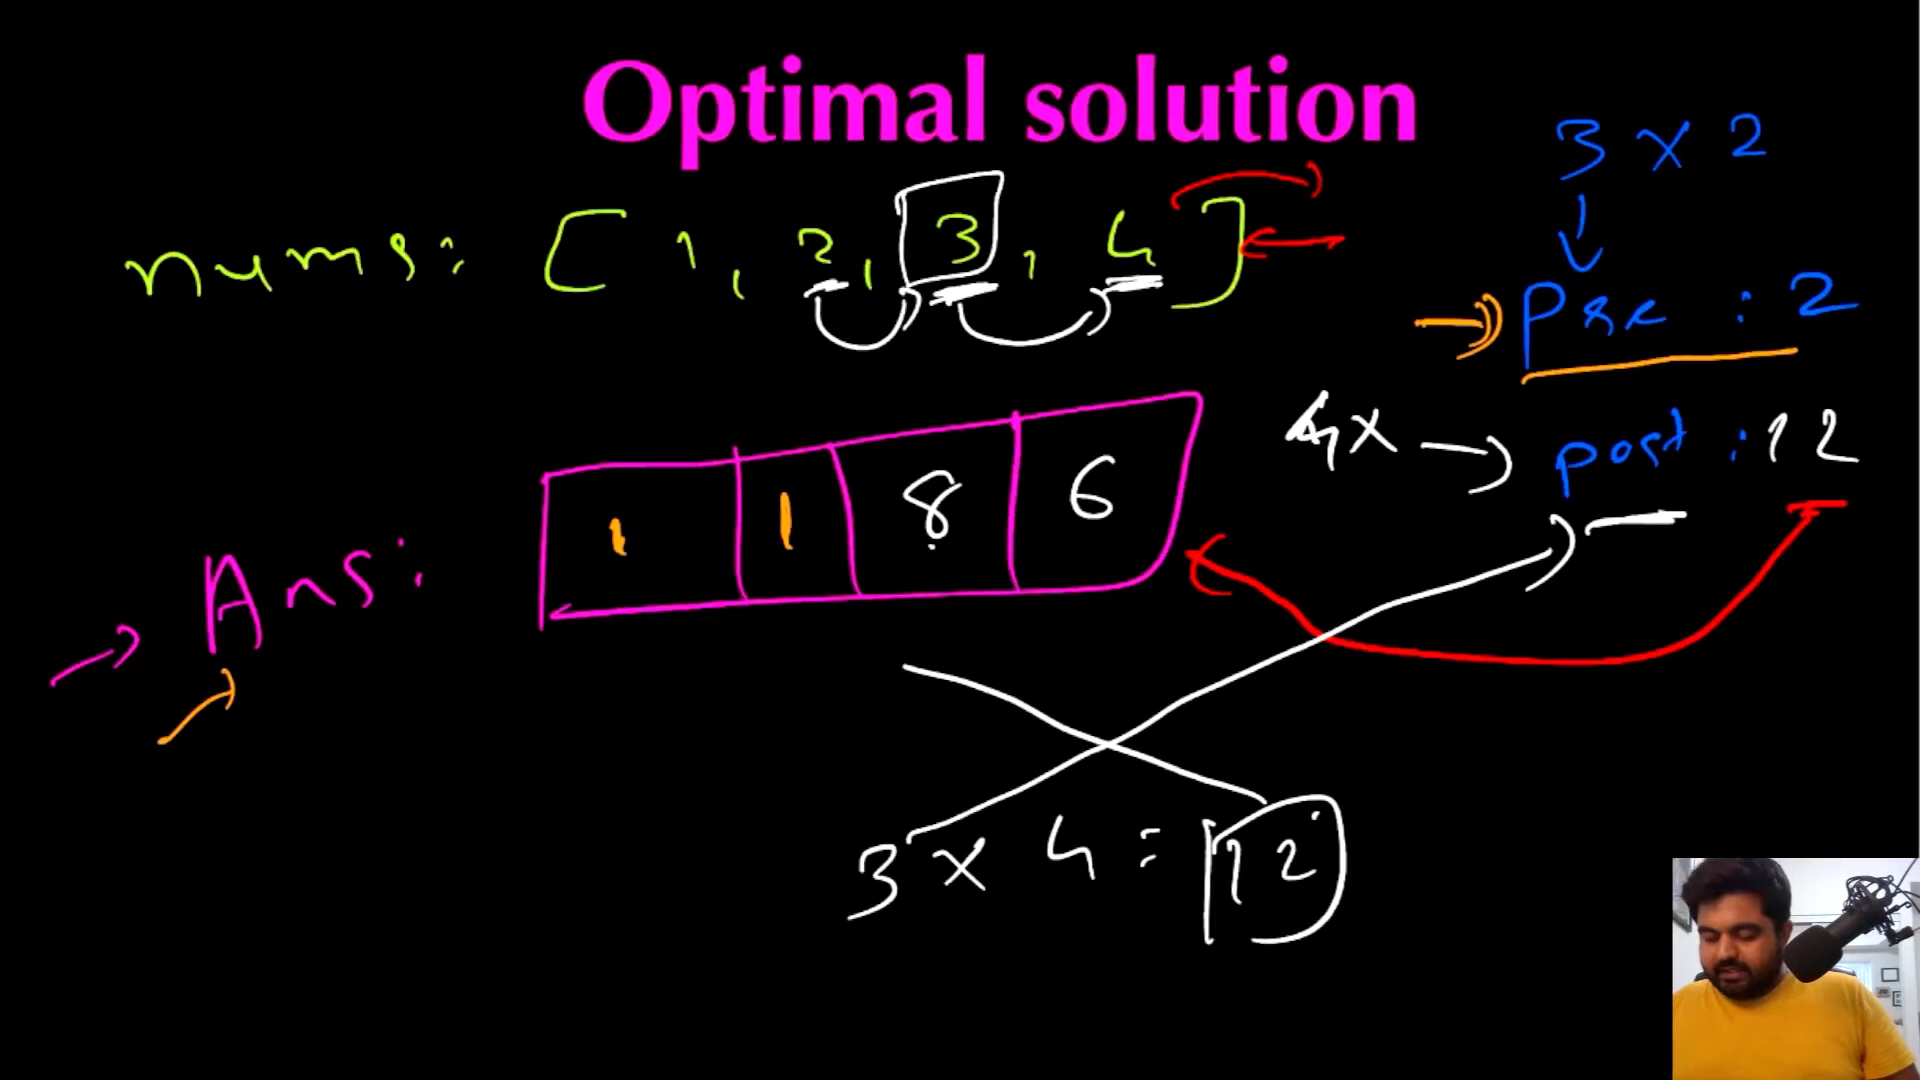 Optimal solution
3 x 2
nums: [ 1, 2, 3, 4 ]
Pre : 2
4x → post : 12
Ans: 1 1 8 6
3 x 4 = 12